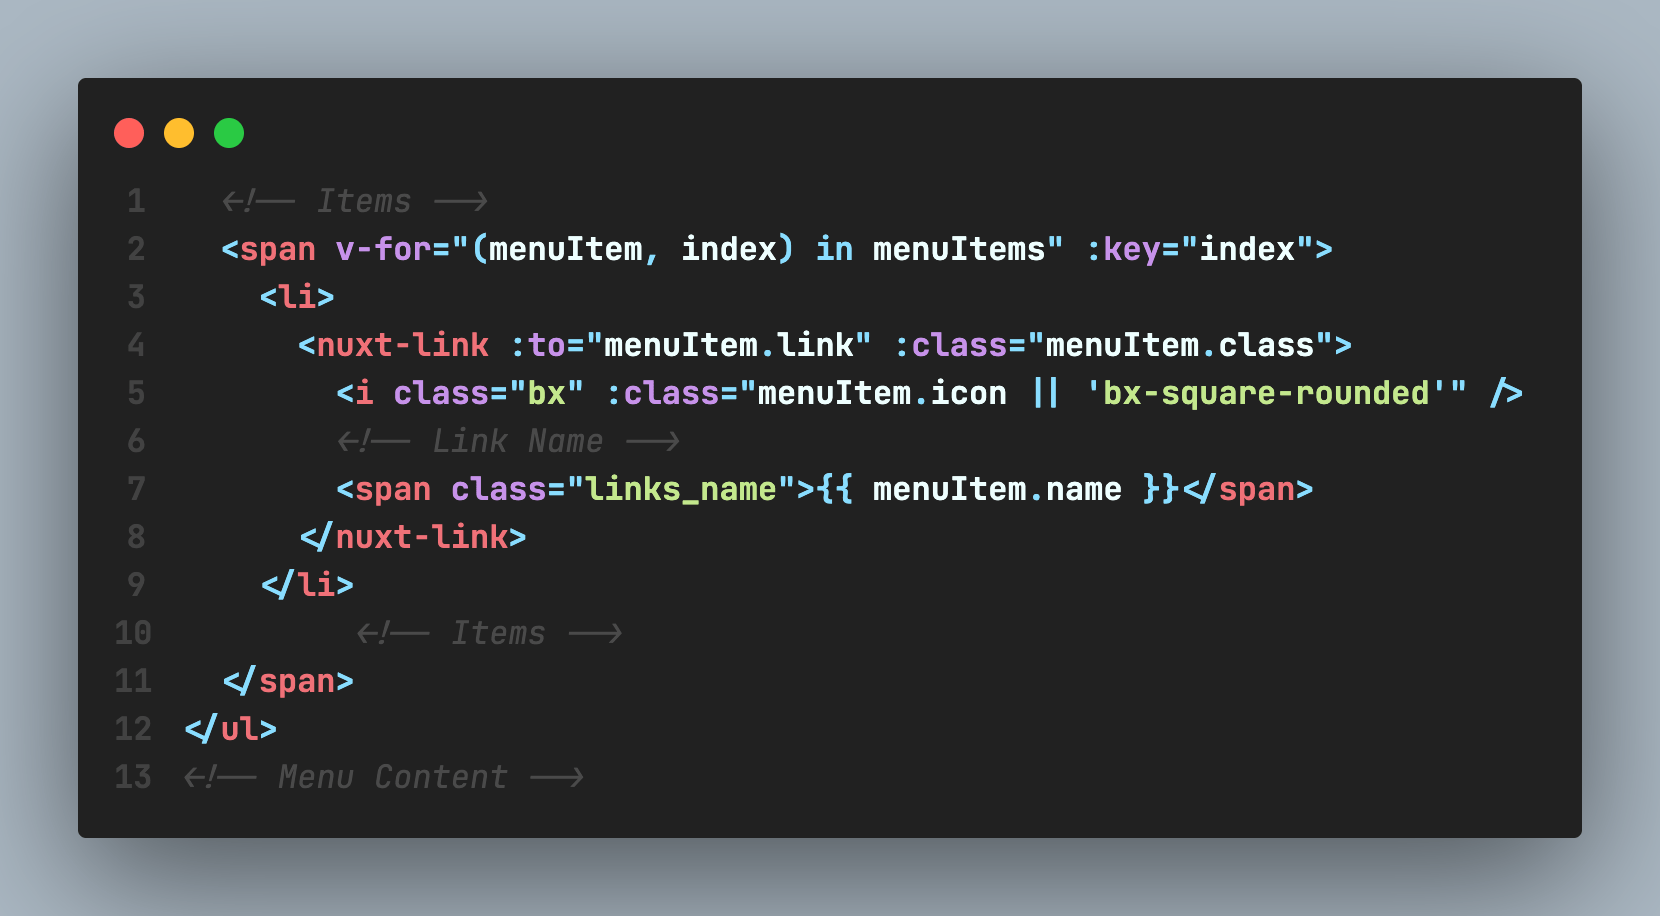 1 <!-- Items -->
2 <span v-for="(menuItem, index) in menuItems" :key="index">
3 <li>
4 <nuxt-link :to="menuItem.link" :class="menuItem.class">
5 <i class="bx" :class="menuItem.icon || 'bx-square-rounded'" />
6 <!-- Link Name -->
7 <span class="links_name">{{ menuItem.name }}</span>
8 </nuxt-link>
9 </li>
10 <!-- Items -->
11 </span>
12 </ul>
13 <!-- Menu Content -->